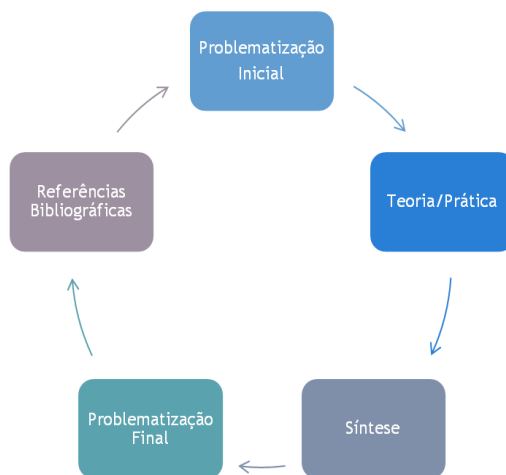 Problematização
Inicial
Teoria/Prática
Síntese
Problematização
Final
Referências
Bibliográficas